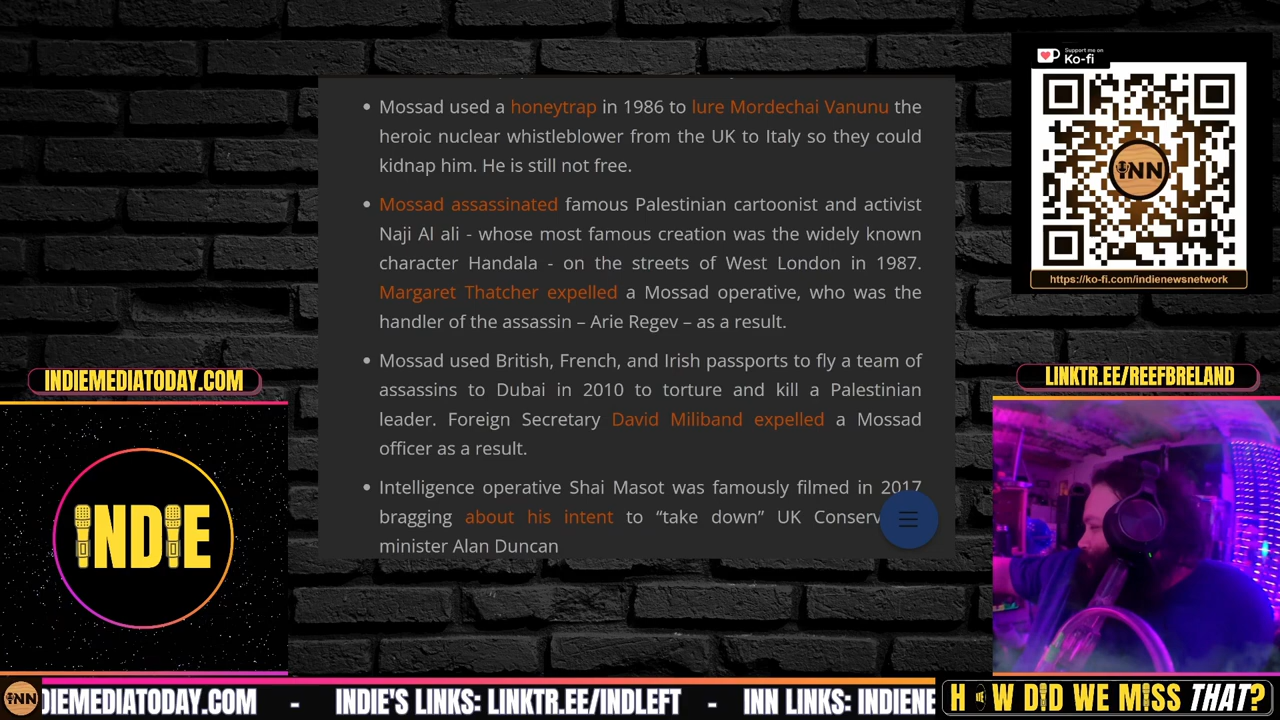 Support me on
Ko-fi
iNN
https://ko-fi.com/indienewsnetwork
Mossad used a honeytrap in 1986 to lure Mordechai Vanunu the
heroic nuclear whistleblower from the UK to Italy so they could
kidnap him. He is still not free.
Mossad assassinated famous Palestinian cartoonist and activist
Naji Al ali - whose most famous creation was the widely known
character Handala - on the streets of West London in 1987.
Margaret Thatcher expelled a Mossad operative, who was the
handler of the assassin – Arie Regev – as a result.
Mossad used British, French, and Irish passports to fly a team of
assassins to Dubai in 2010 to torture and kill a Palestinian
leader. Foreign Secretary David Miliband expelled a Mossad
officer as a result.
Intelligence operative Shai Masot was famously filmed in 2017
bragging about his intent to “take down” UK Conserv
minister Alan Duncan
INDIEMEDIATODAY.COM
LINKTR.EE/REEFBRELAND
INDIE
iNN
DIEMEDIATODAY.COM - INDIE'S LINKS: LINKTR.EE/INDLEFT - INN LINKS: INDIENE
HOW DID WE MISS THAT?